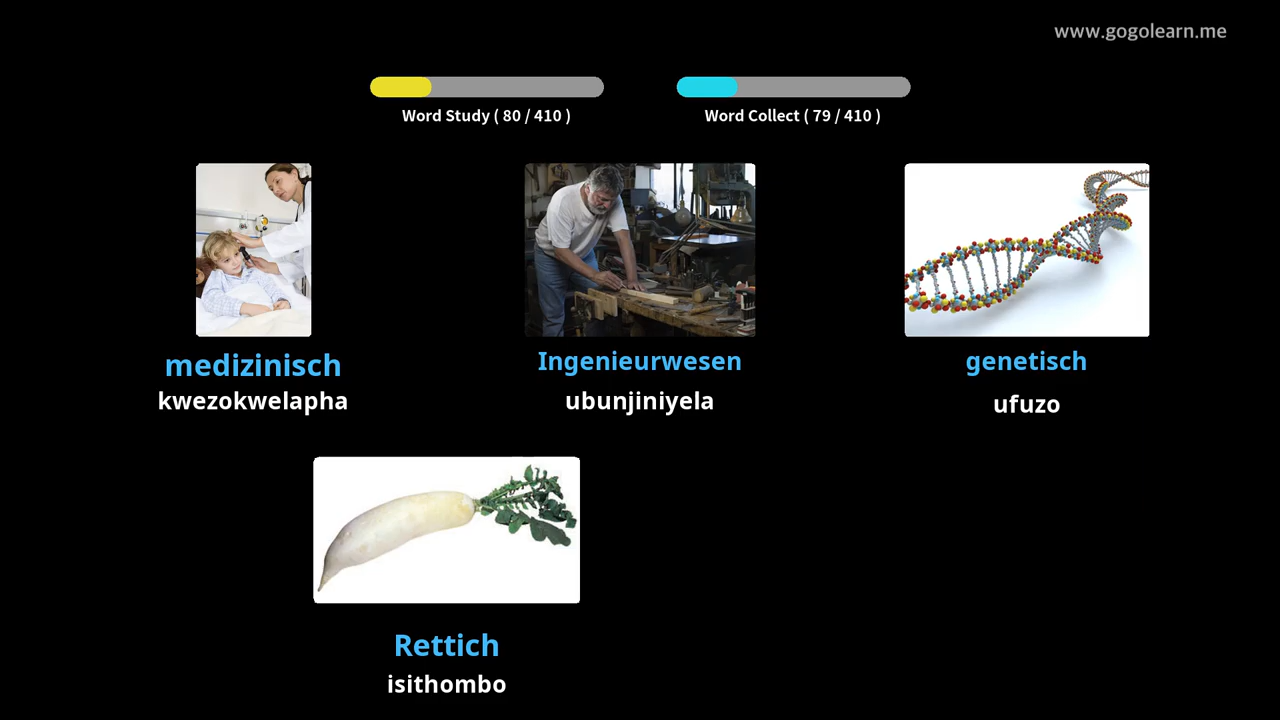 www.gogolearn.me
Word Study ( 80 / 410 )
Word Collect ( 79 / 410 )
medizinisch
kwezokwelapha
Ingenieurwesen
ubunjiniyela
genetisch
ufuzo
Rettich
isithombo